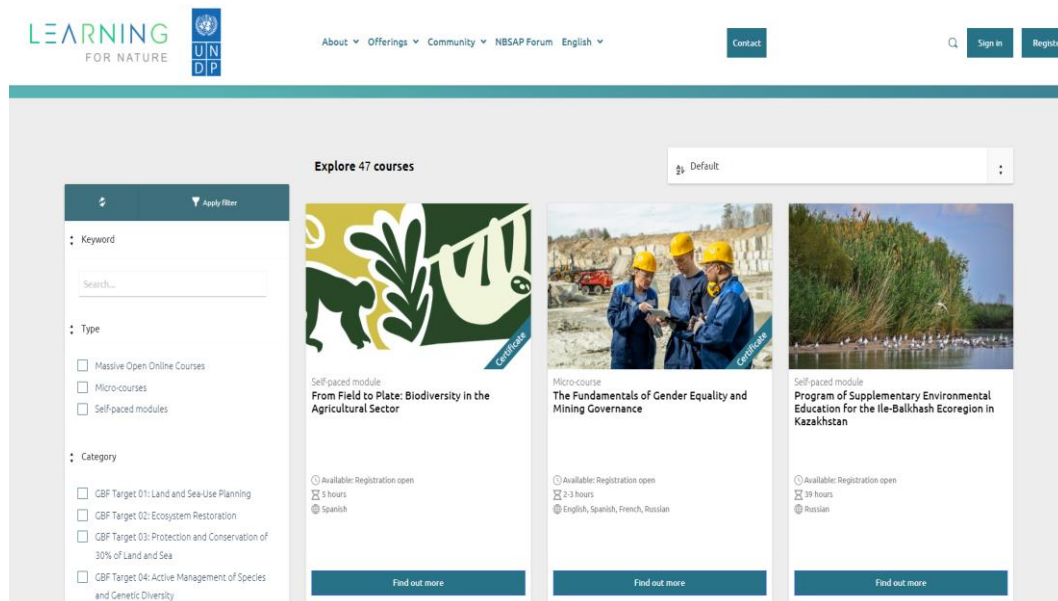 LEARNING
FOR NATURE
UN
DP
About Offerings Community NBSAP Forum English
Contact
Sign in
Explore 47 courses
Default
Apply filter
Keyword
Search...
Type
Massive Open Online Courses
Micro-courses
Self-paced modules
Category
GBF Target 01: Land and Sea-Use Planning
GBF Target 02: Ecosystem Restoration
GBF Target 03: Protection and Conservation of
30% of Land and Sea
GBF Target 04: Active Management of Species
and Genetic Diversity
Certificate
Self-paced module
From Field to Plate: Biodiversity in the
Agricultural Sector
Available: Registration open
5 hours
Spanish
Find out more
Certificate
Micro-course
The Fundamentals of Gender Equality and
Mining Governance
Available: Registration open
2-3 hours
English, Spanish, French, Russian
Find out more
Self-paced module
Program of Supplementary Environmental
Education for the Ile-Balkhash Ecoregion in
Kazakhstan
Available: Registration open
39 hours
Russian
Find out more